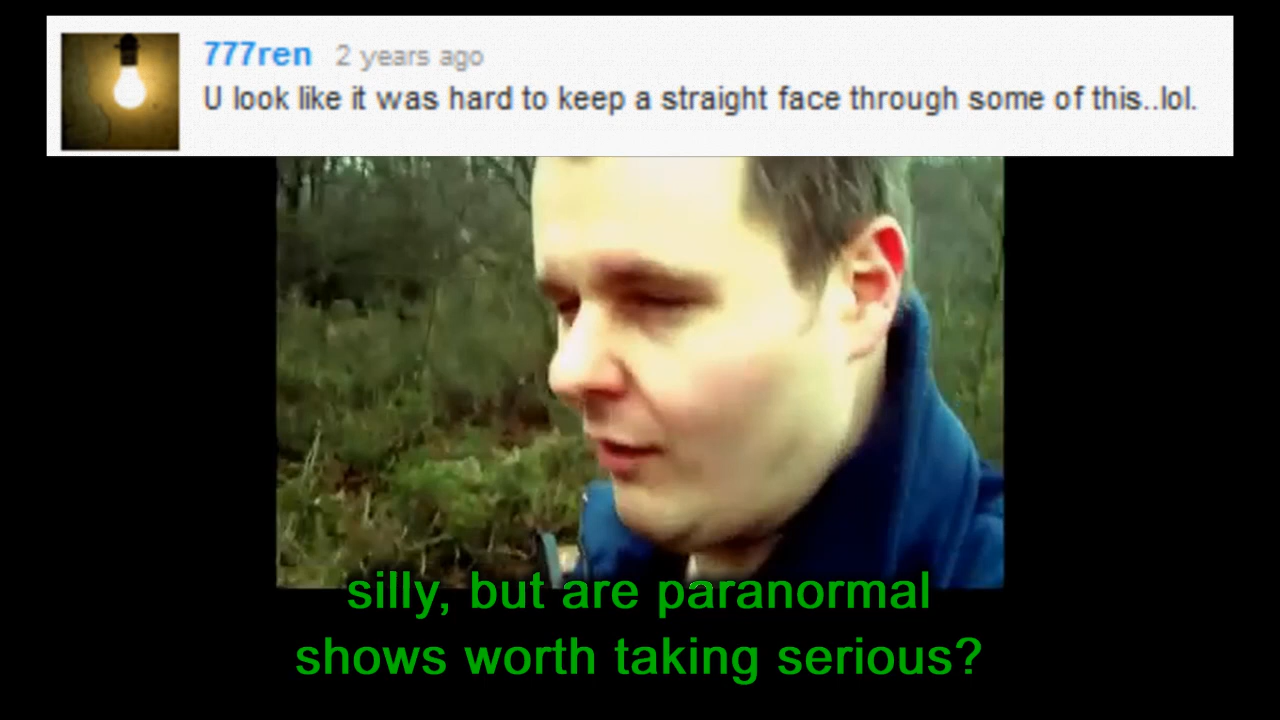 777ren 2 years ago
U look like it was hard to keep a straight face through some of this..lol.
silly, but are paranormal
shows worth taking serious?